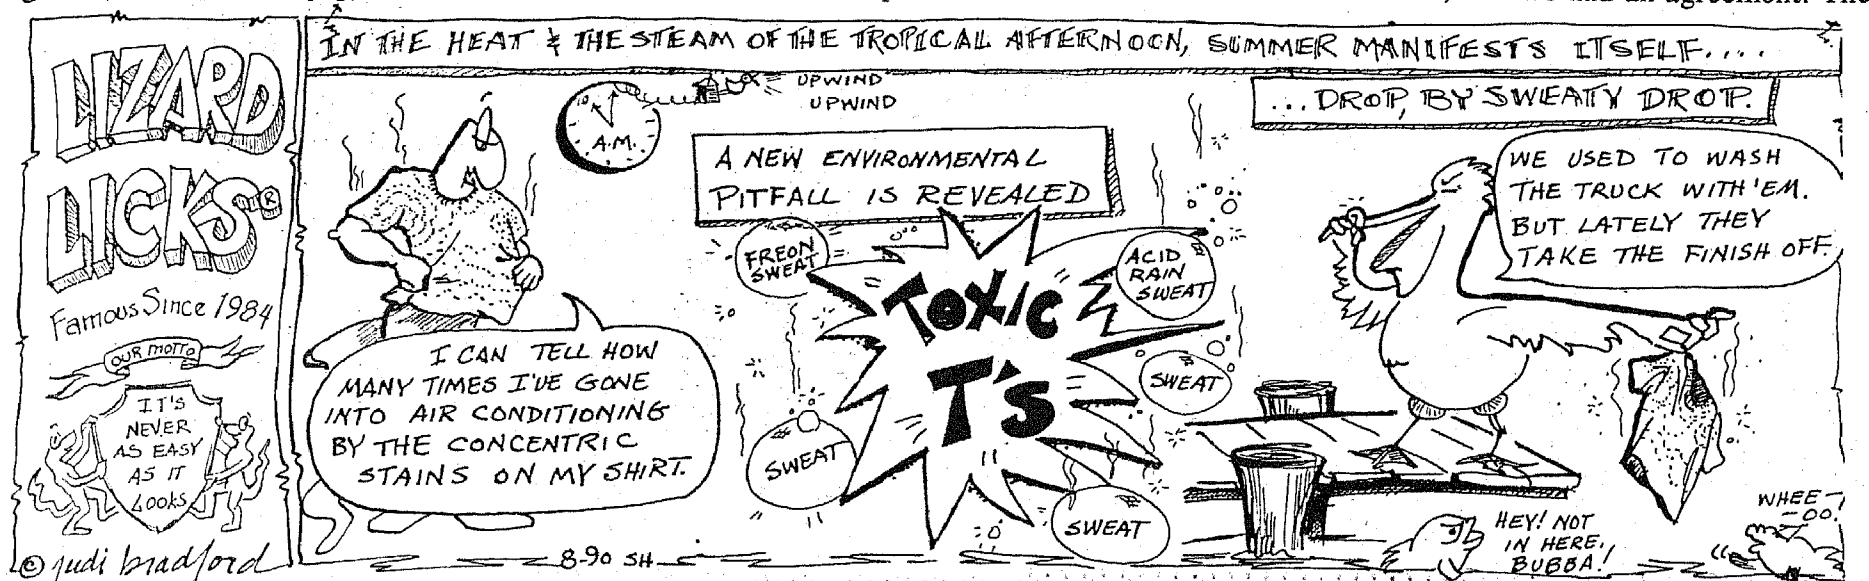 an agreement. The
LIZARD
LICKS®
Famous Since 1984
OUR MOTTO
IT'S
NEVER
AS EASY
AS IT
LOOKS
© judi bradford
IN THE HEAT & THE STEAM OF THE TROPICAL AFTERNOON, SUMMER MANIFESTS ITSELF....
10
A.M.
UPWIND
UPWIND
I CAN TELL HOW
MANY TIMES I'VE GONE
INTO AIR CONDITIONING
BY THE CONCENTRIC
STAINS ON MY SHIRT.
8-90 SH
A NEW ENVIRONMENTAL
PITFALL IS REVEALED
FREON
SWEAT
ACID
RAIN
SWEAT
TOXIC
T'S
SWEAT
SWEAT
SWEAT
...DROP, BY SWEATY DROP.
WE USED TO WASH
THE TRUCK WITH 'EM.
BUT LATELY THEY
TAKE THE FINISH OFF.
HEY! NOT
IN HERE,
BUBBA!
WHEE-
-OO!